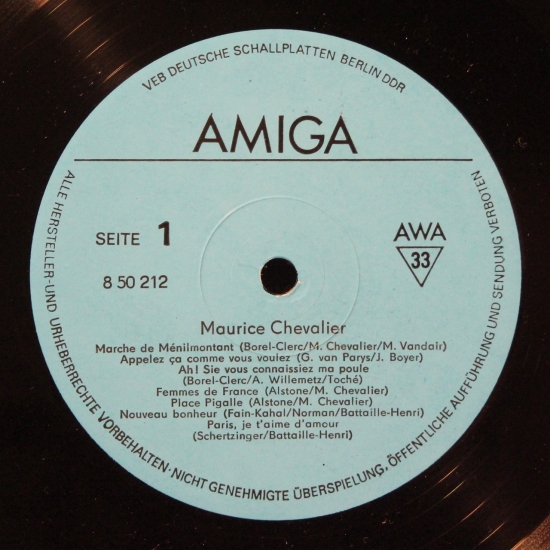 VEB DEUTSCHE SCHALLPLATTEN BERLIN DDR
AMIGA
SEITE 1
8 50 212
AWA
33
Maurice Chevalier
Marche de Ménilmontant (Borel-Clerc/M. Chevalier/M. Vandair)
Appelez ça comme vous voulez (G. van Parys/J. Boyer)
Ah! Sie vous connaissiez ma poule
(Borel-Clerc/A. Willemetz/Toché)
Femmes de France (Alstone/M. Chevalier)
Place Pigalle (Alstone/M. Chevalier)
Nouveau bonheur (Fain-Kahal/Norman/Battaille-Henri)
Paris, je t'aime d'amour
(Schertzinger/Battaille-Henri)
ALLE HERSTELLER-UND URHEBERRECHTE VORBEHALTEN·NICHT GENEHMIGTE ÜBERSPIELUNG, ÖFFENTLICHE AUFFÜHRUNG UND SENDUNG VERBOTEN